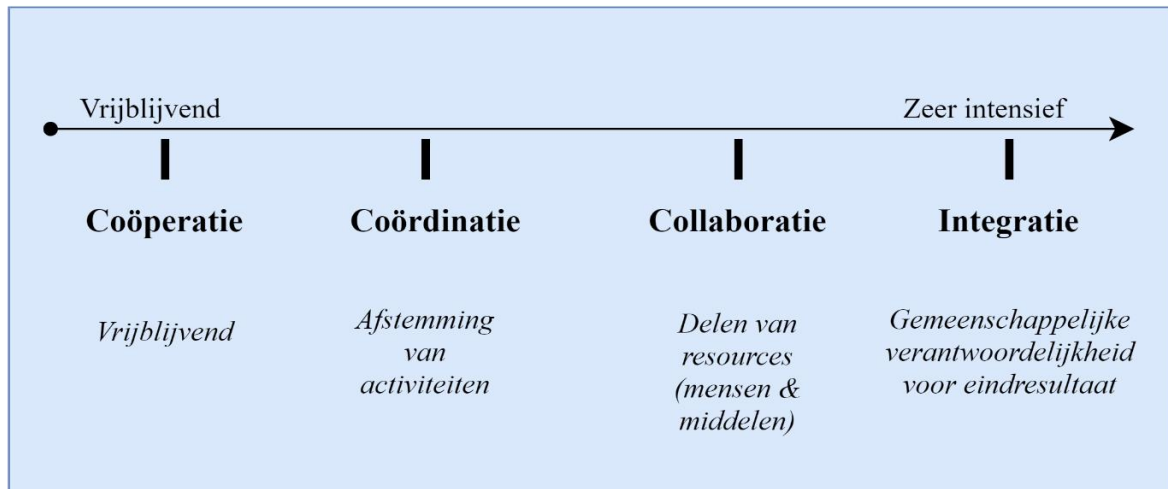 Vrijblijvend
Zeer intensief
Coöperatie
Coördinatie
Collaboratie
Integratie
Vrijblijvend
Afstemming
van
activiteiten
Delen van
resources
(mensen &
middelen)
Gemeenschappelijke
verantwoordelijkheid
voor eindresultaat